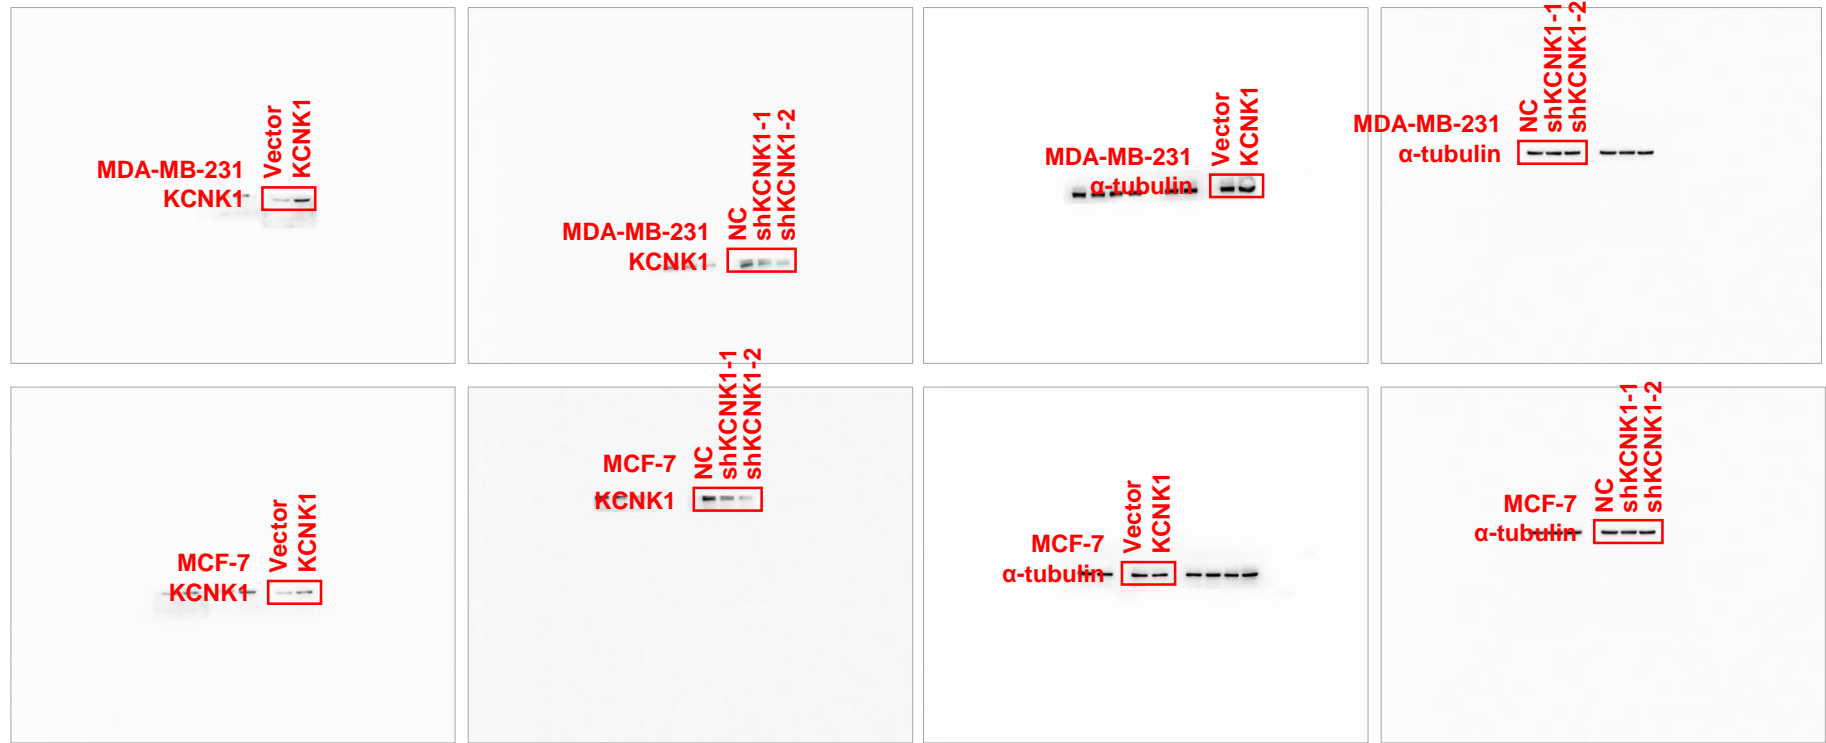 Vector
KCNK1
MDA-MB-231
KCNK1
NC
shKCNK1-1
shKCNK1-2
MDA-MB-231
KCNK1
Vector
KCNK1
MDA-MB-231
α-tubulin
NC
shKCNK1-1
shKCNK1-2
MDA-MB-231
α-tubulin
Vector
KCNK1
MCF-7
KCNK1
NC
shKCNK1-1
shKCNK1-2
MCF-7
KCNK1
Vector
KCNK1
MCF-7
α-tubulin
NC
shKCNK1-1
shKCNK1-2
MCF-7
α-tubulin